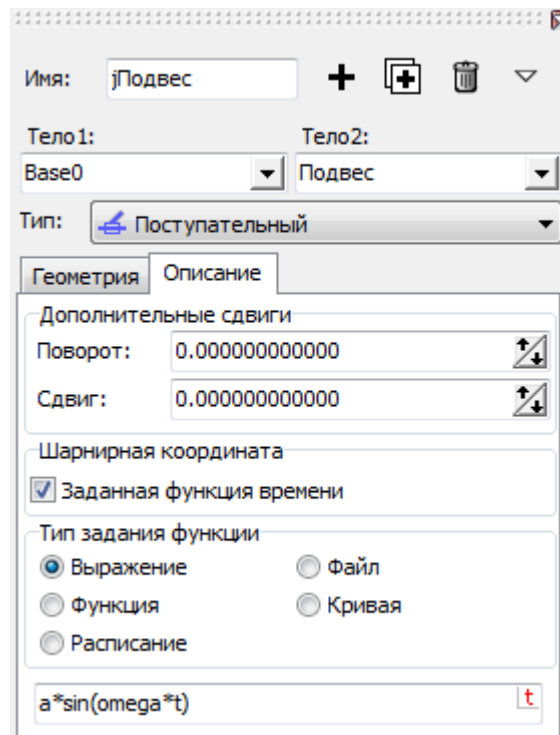 Имя: jПодвес
Тело1: Тело2:
Base0 Подвес
Тип: Поступательный
Геометрия Описание
Дополнительные сдвиги
Поворот: 0.000000000000
Сдвиг: 0.000000000000
Шарнирная координата
Заданная функция времени
Тип задания функции
Выражение Файл
Функция Кривая
Расписание
a*sin(omega*t) t